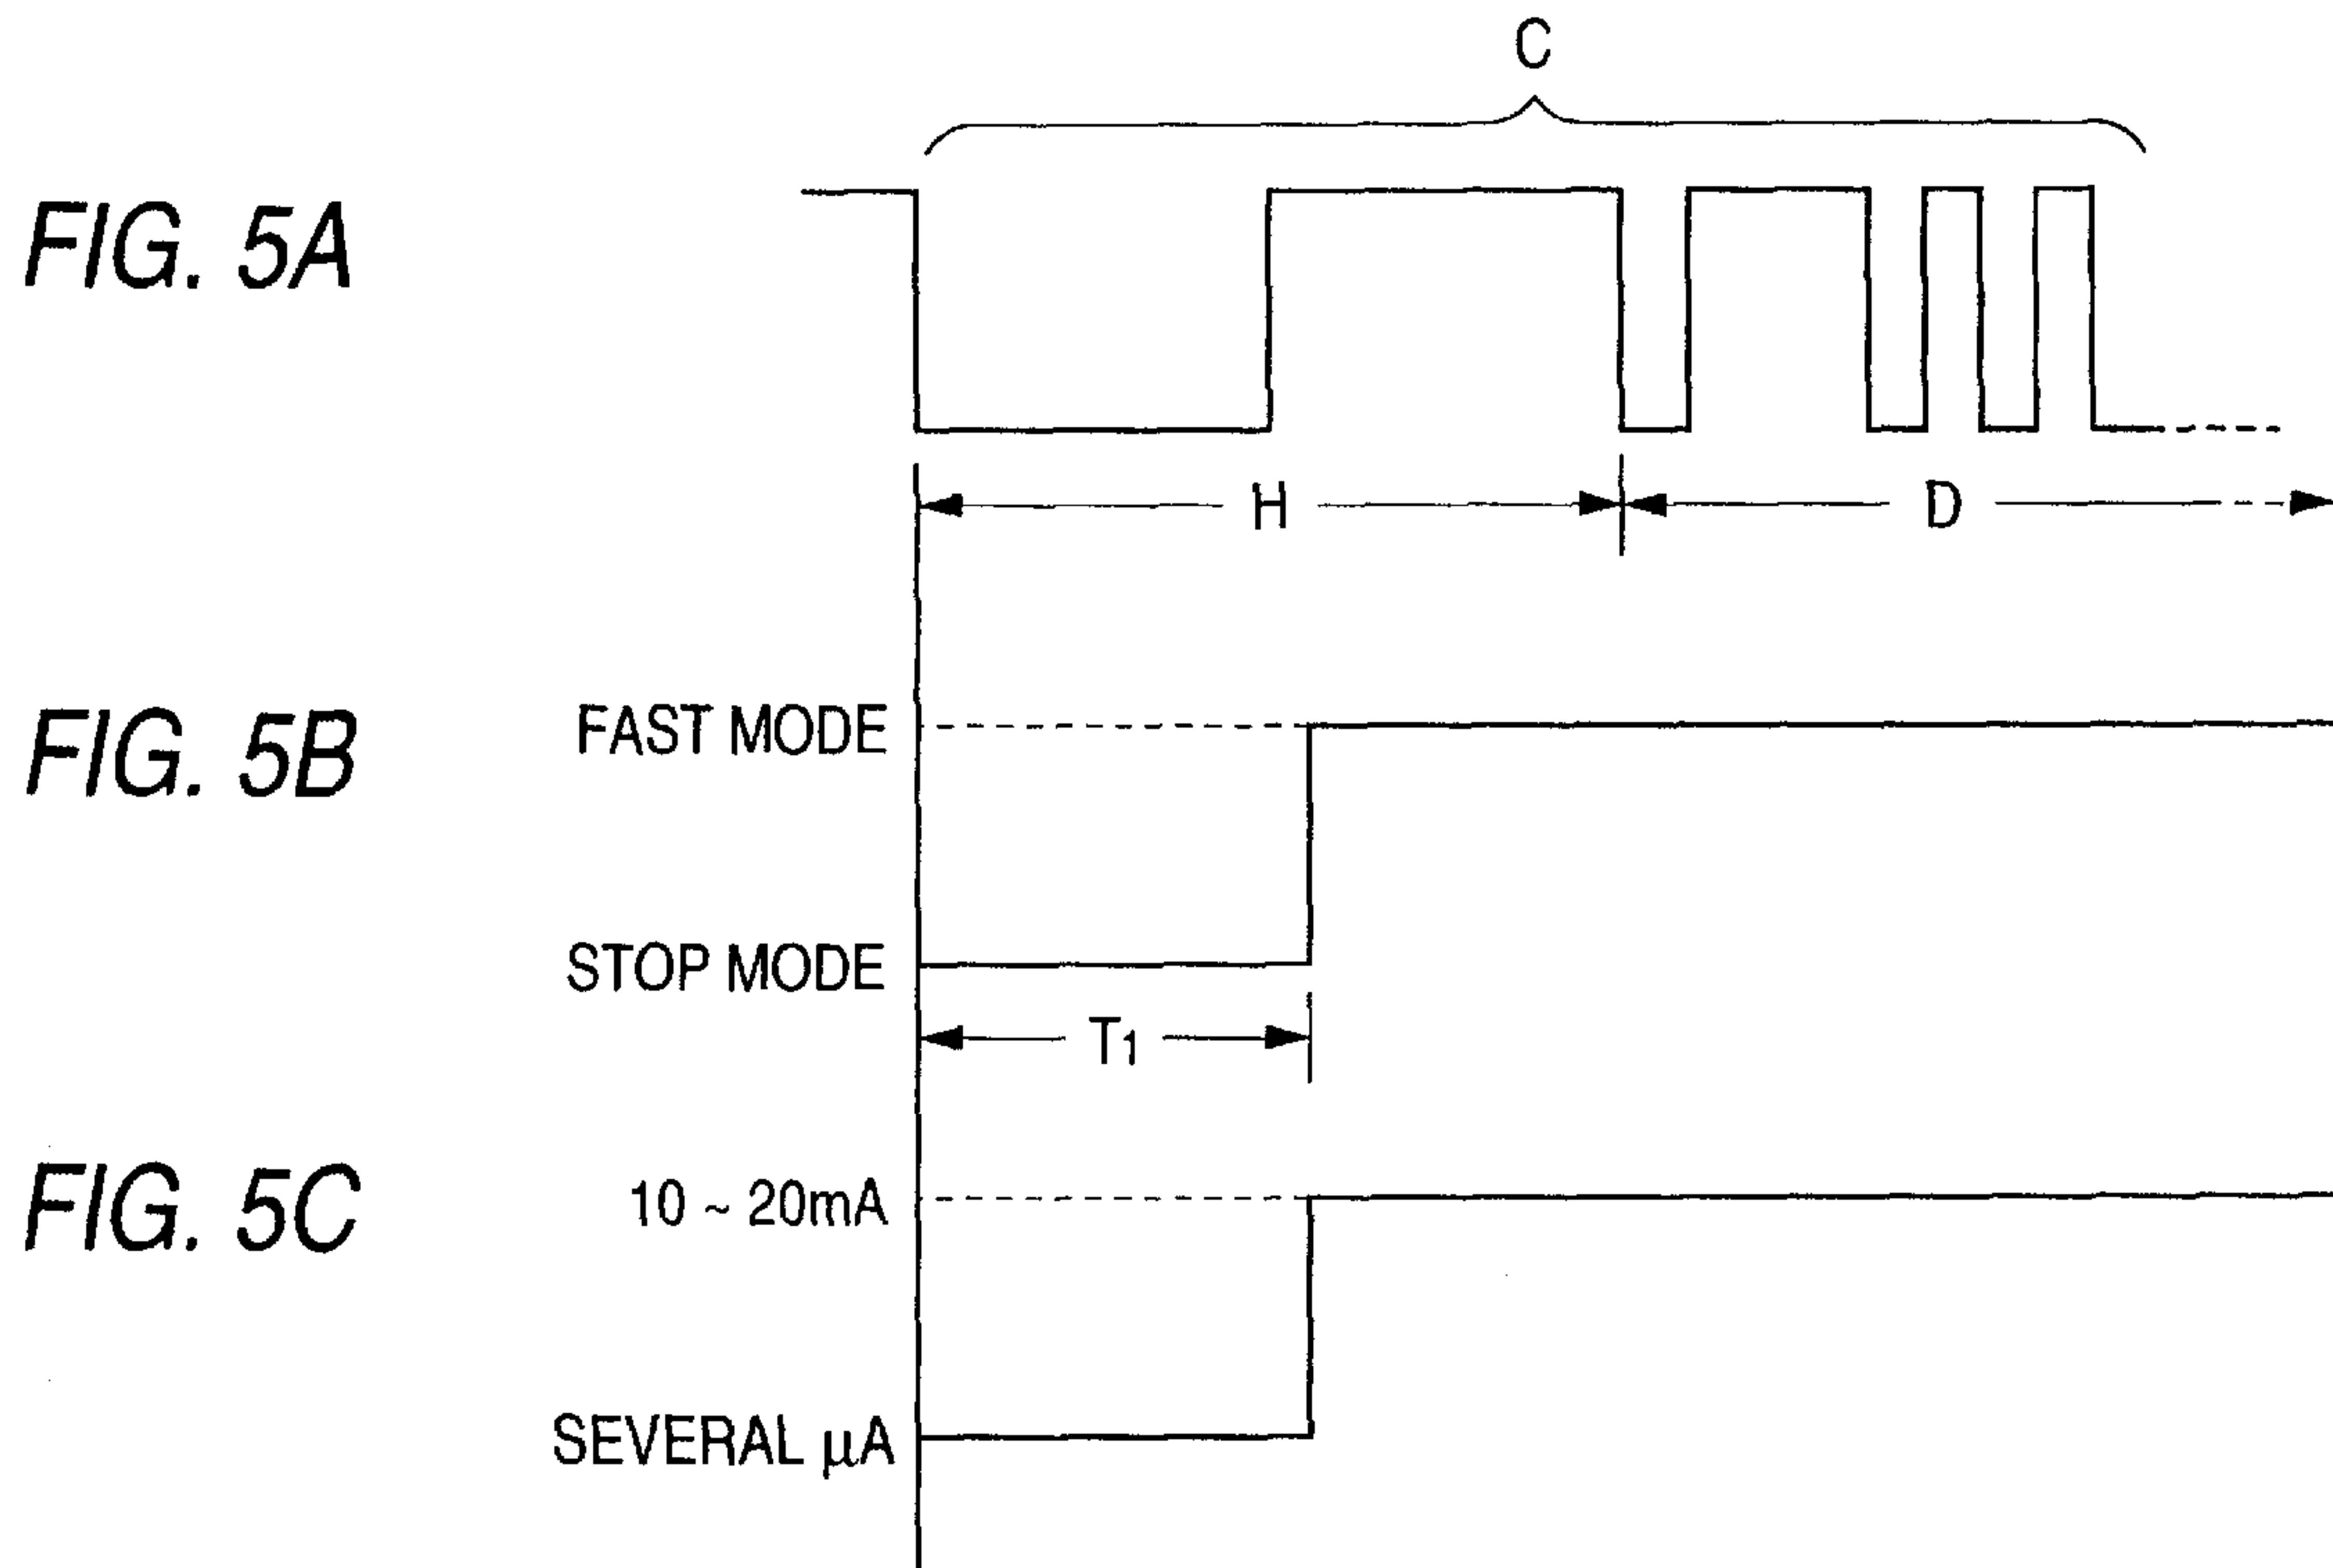 C
FIG. 5A
H
D
FIG. 5B
FAST MODE
STOP MODE
T1
FIG. 5C
10 ~ 20mA
SEVERAL µA